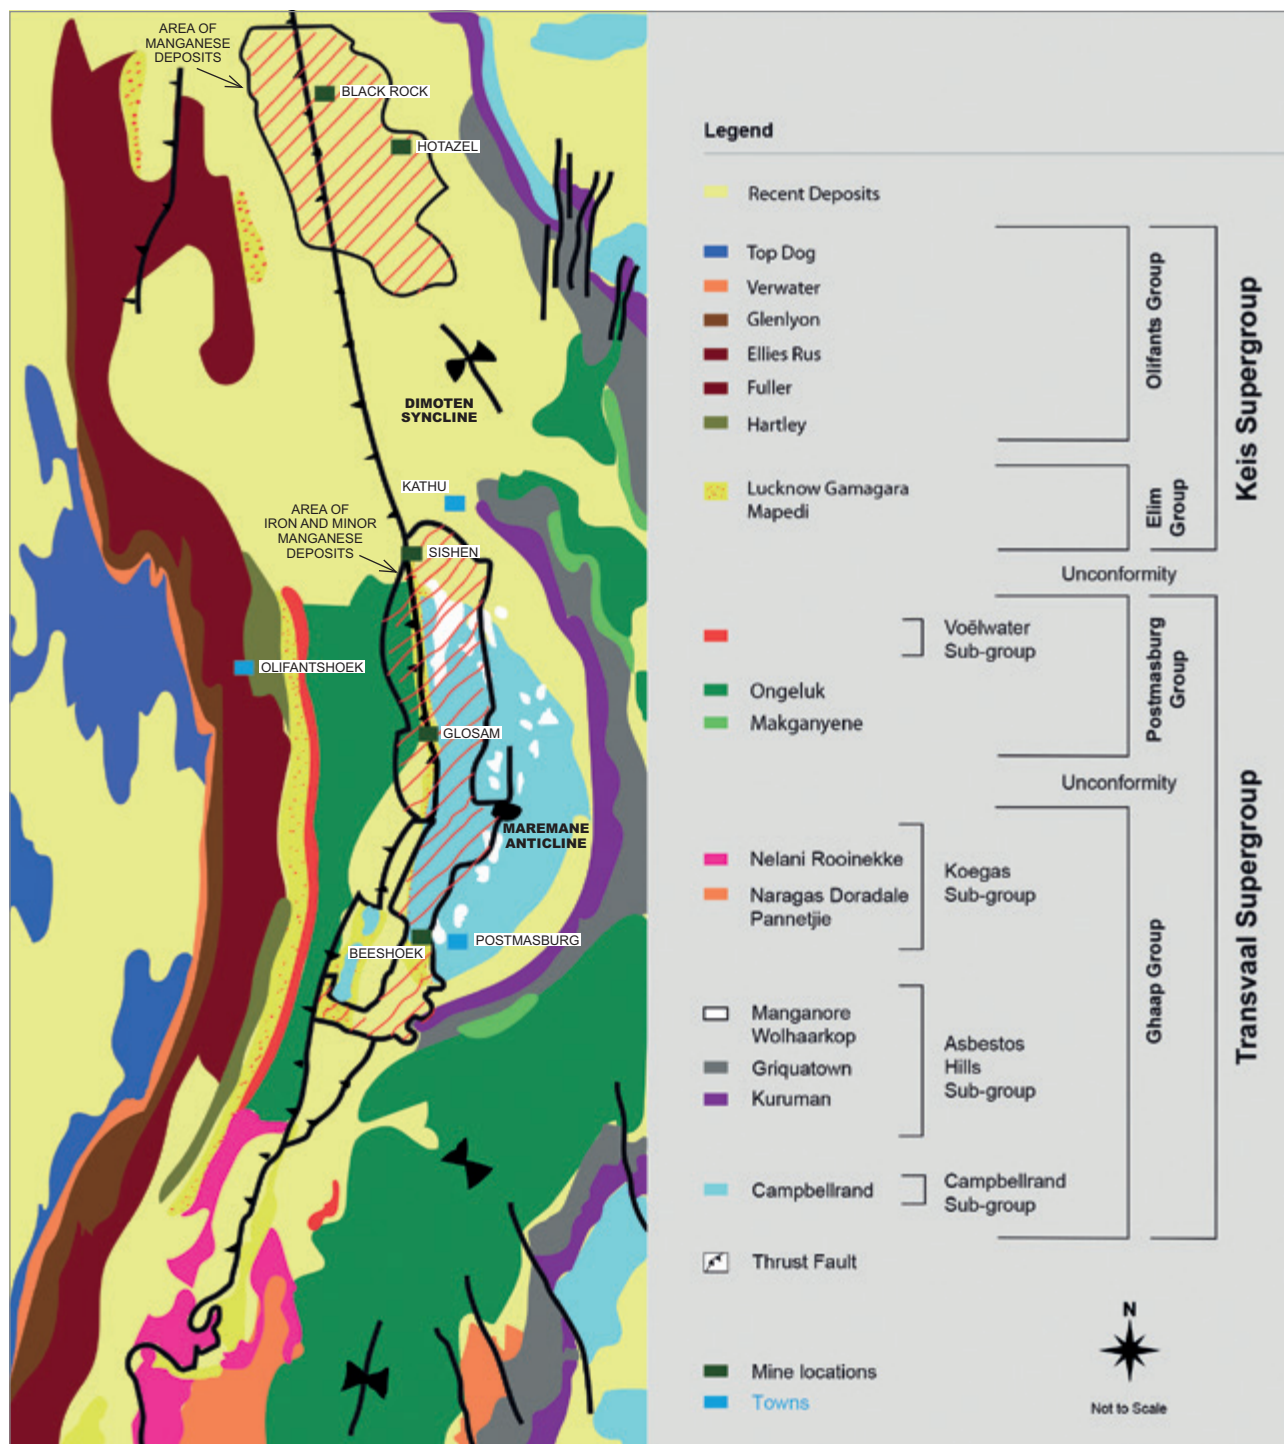 AREA OF
MANGANESE
DEPOSITS
BLACK ROCK
HOTAZEL
DIMOTEN
SYNCLINE
KATHU
AREA OF
IRON AND MINOR
MANGANESE
DEPOSITS
SISHEN
OLIFANTSHOEK
GLOSAM
MAREMANE
ANTICLINE
POSTMASBURG
BEESHOEK
Legend
Recent Deposits
Top Dog
Verwater
Glenlyon
Ellies Rus
Fuller
Hartley
Olifants Group
Keis Supergroup
Lucknow Gamagara
Mapedi
Elim
Group
Unconformity
Voëlwater
Sub-group
Ongeluk
Makganyene
Postmasburg
Group
Unconformity
Nelani Rooinekke
Naragas Doradale
Pannetjie
Koegas
Sub-group
Manganore
Wolhaarkop
Griquatown
Kuruman
Asbestos
Hills
Sub-group
Campbellrand
Campbellrand
Sub-group
Ghaap Group
Transvaal Supergroup
Thrust Fault
Mine locations
Towns
N
Not to Scale